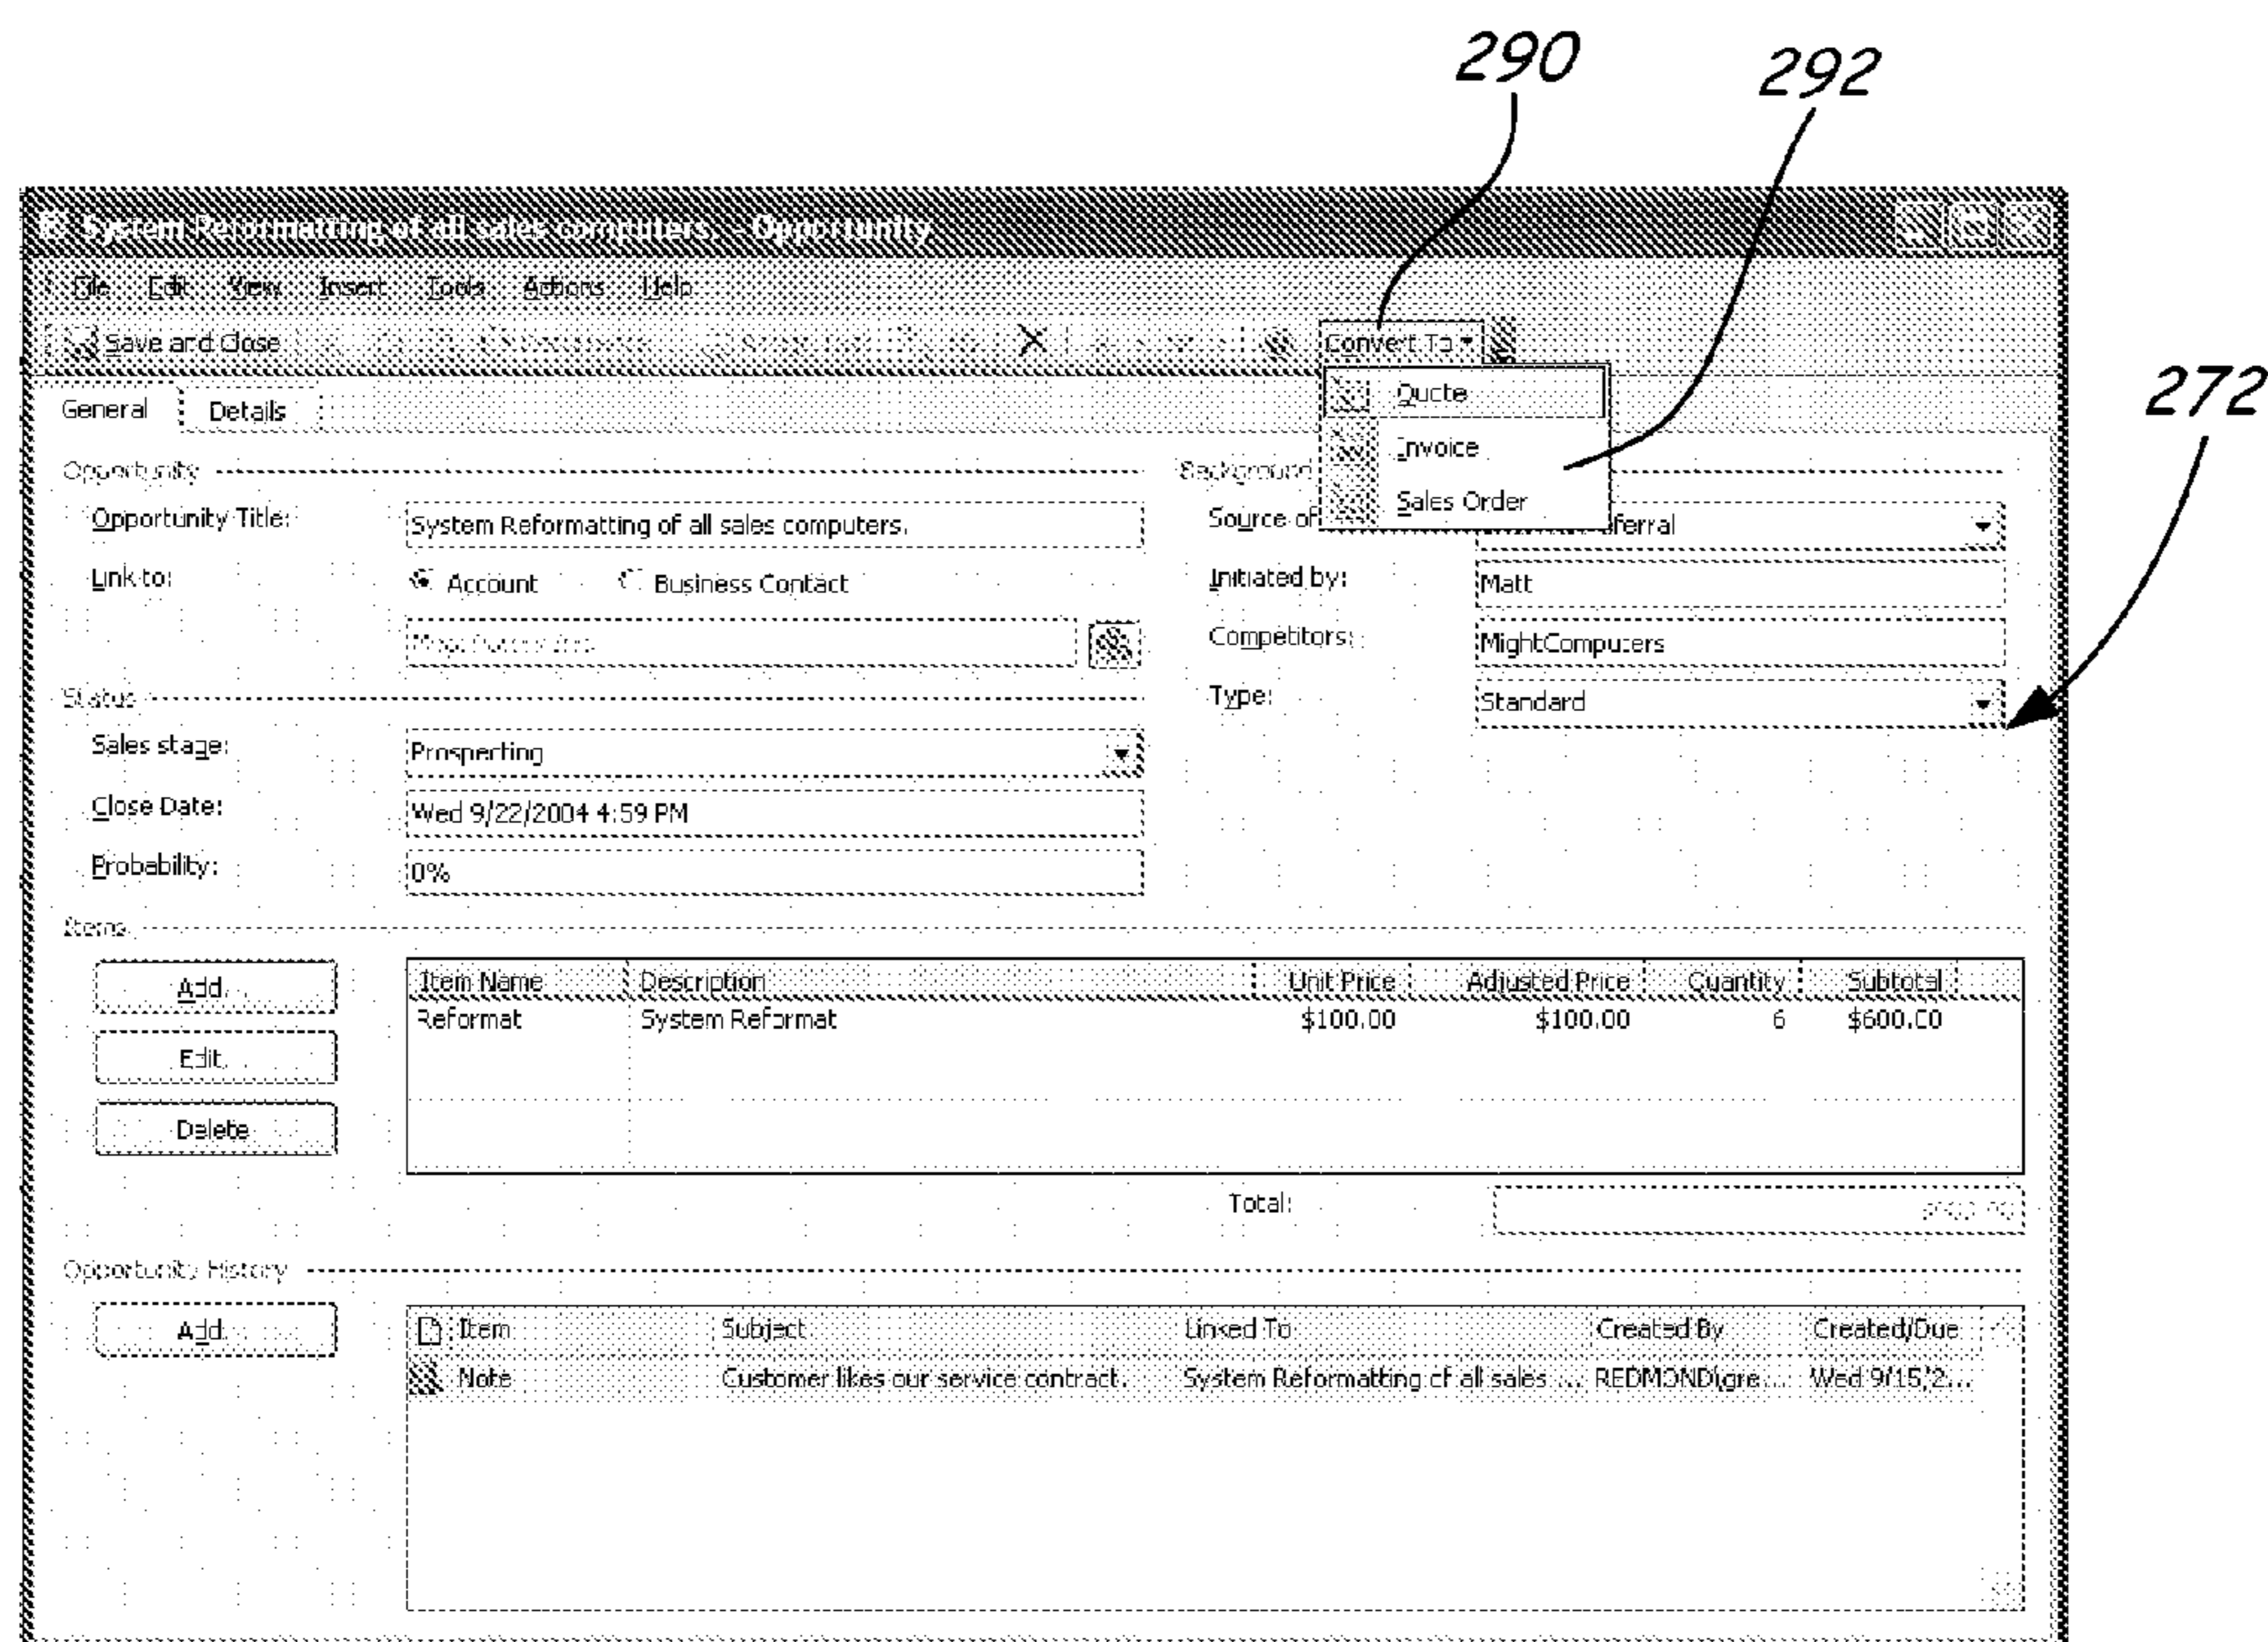 290 292
System Reformatting of all sales computers. - Opportunity
File Edit View Insert Tools Actions Help
Save and Close Convert To
272
General Details
Quote
Invoice
Sales Order
Opportunity Background
Opportunity Title: System Reformatting of all sales computers. Source of ferral
Link to: Account Business Contact Initiated by: Matt
Competitors: MightComputers
Status Type: Standard
Sales stage: Prospecting
Close Date: Wed 9/22/2004 4:59 PM
Probability: 0%
Items
Add... Item Name Description Unit Price Adjusted Price Quantity Subtotal
Reformat System Reformat $100.00 $100.00 6 $600.00
Edit...
Delete
Total:
Opportunity History
Add... Item Subject Linked To Created By Created/Due
Note Customer likes our service contract. System Reformatting of all sales ... REDMOND\gre... Wed 9/15/2...